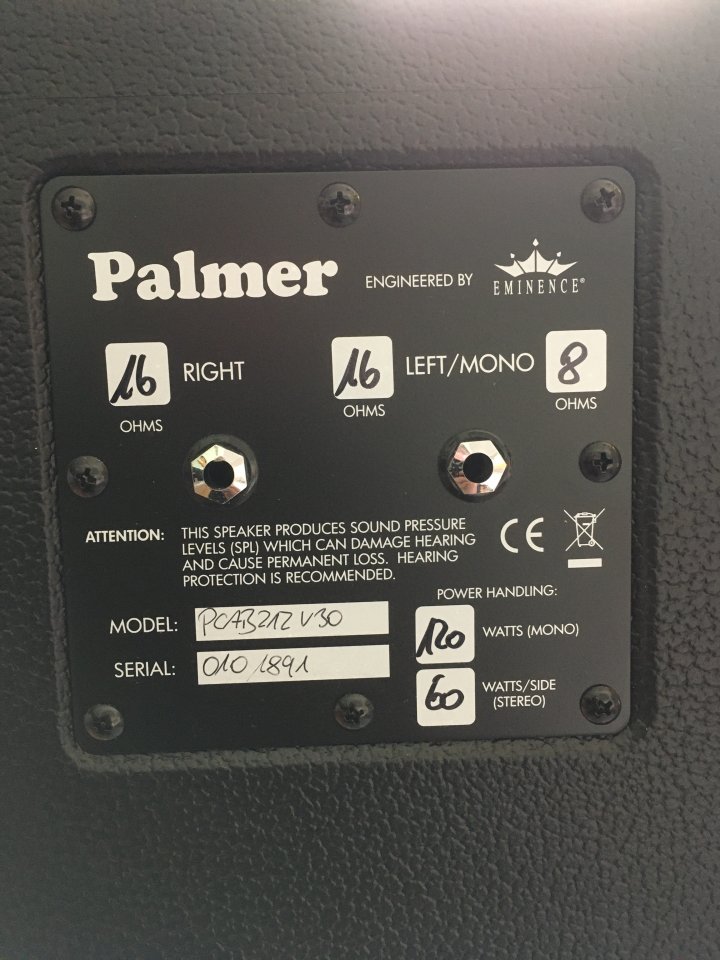 Palmer ENGINEERED BY EMINENCE®
16 RIGHT 16 LEFT/MONO 8
OHMS OHMS OHMS
ATTENTION: THIS SPEAKER PRODUCES SOUND PRESSURE
LEVELS (SPL) WHICH CAN DAMAGE HEARING
AND CAUSE PERMANENT LOSS. HEARING
PROTECTION IS RECOMMENDED.
CE
POWER HANDLING:
MODEL: PCAB212 V30
120 WATTS (MONO)
SERIAL: 010 1891
60 WATTS/SIDE
(STEREO)